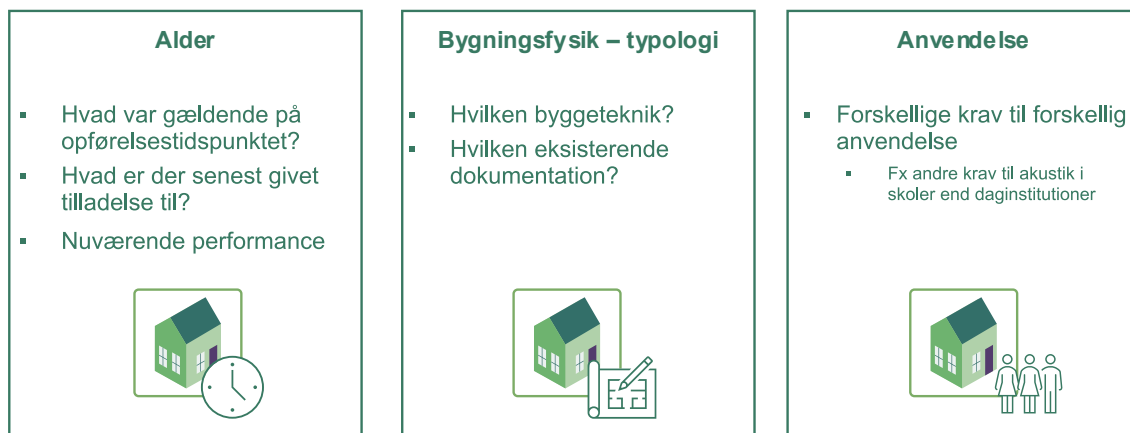 Alder
▪ Hvad var gældende på
opførelsestidspunktet?
▪ Hvad er der senest givet
tilladelse til?
▪ Nuværende performance
Bygningsfysik – typologi
▪ Hvilken byggeteknik?
▪ Hvilken eksisterende
dokumentation?
Anvendelse
▪ Forskellige krav til forskellig
anvendelse
▪ Fx andre krav til akustik i
skoler end daginstitutioner